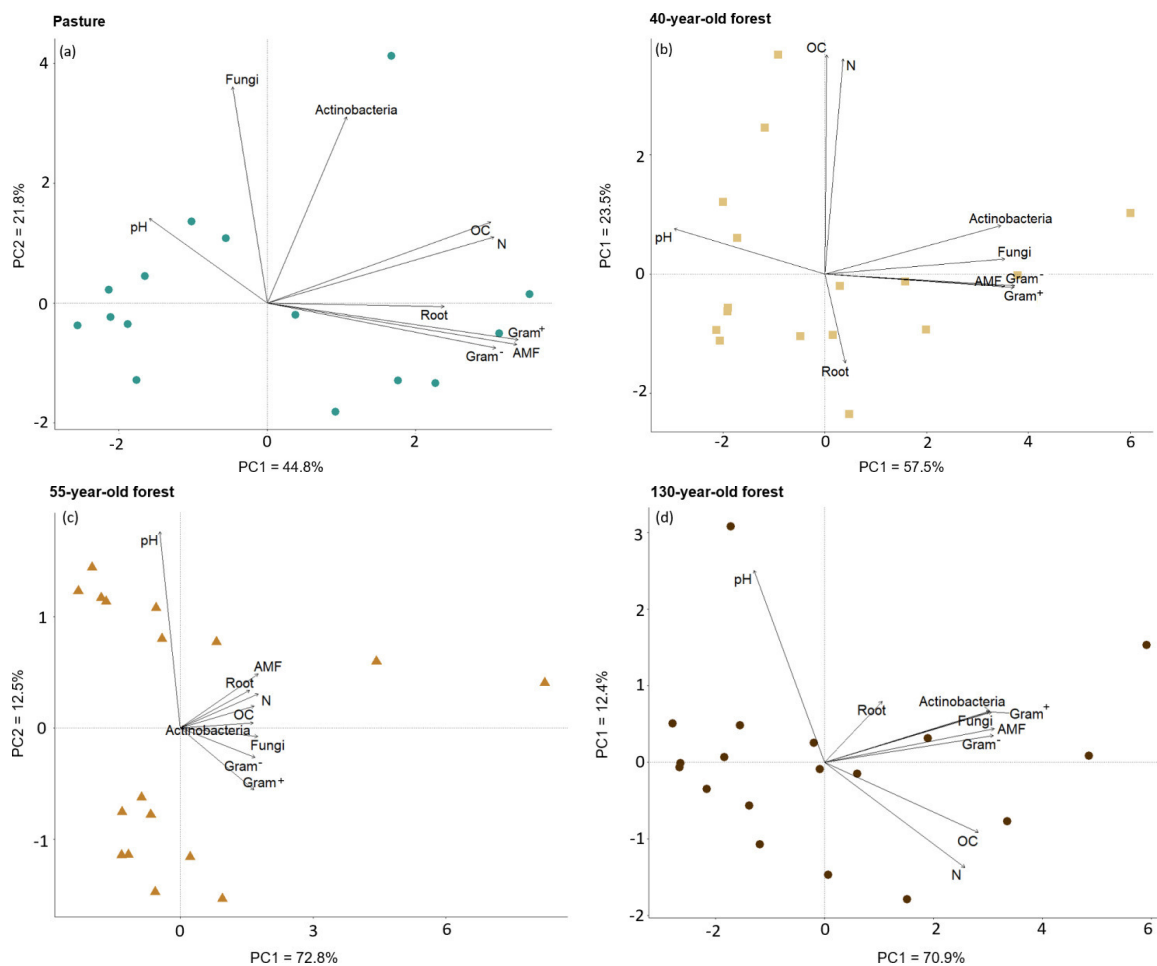 Pasture
(a)
4
2
0
-2
PC2 = 21.8%
Fungi
Actinobacteria
pH
OC
N
Root
Gram+
AMF
Gram-
-2 0 2
PC1 = 44.8%
40-year-old forest
(b)
2
0
-2
PC1 = 23.5%
OC
N
Actinobacteria
pH
Fungi
AMF Gram-
Gram+
Root
-2 0 2 4 6
PC1 = 57.5%
55-year-old forest
(c)
1
0
-1
PC2 = 12.5%
pH
AMF
Root
N
OC
Actinobacteria
Fungi
Gram-
Gram+
0 3 6
PC1 = 72.8%
130-year-old forest
(d)
3
2
1
0
-1
-2
PC1 = 12.4%
pH
Actinobacteria
Root
Gram+
Fungi
AMF
Gram-
OC
N
-2 0 2 4 6
PC1 = 70.9%